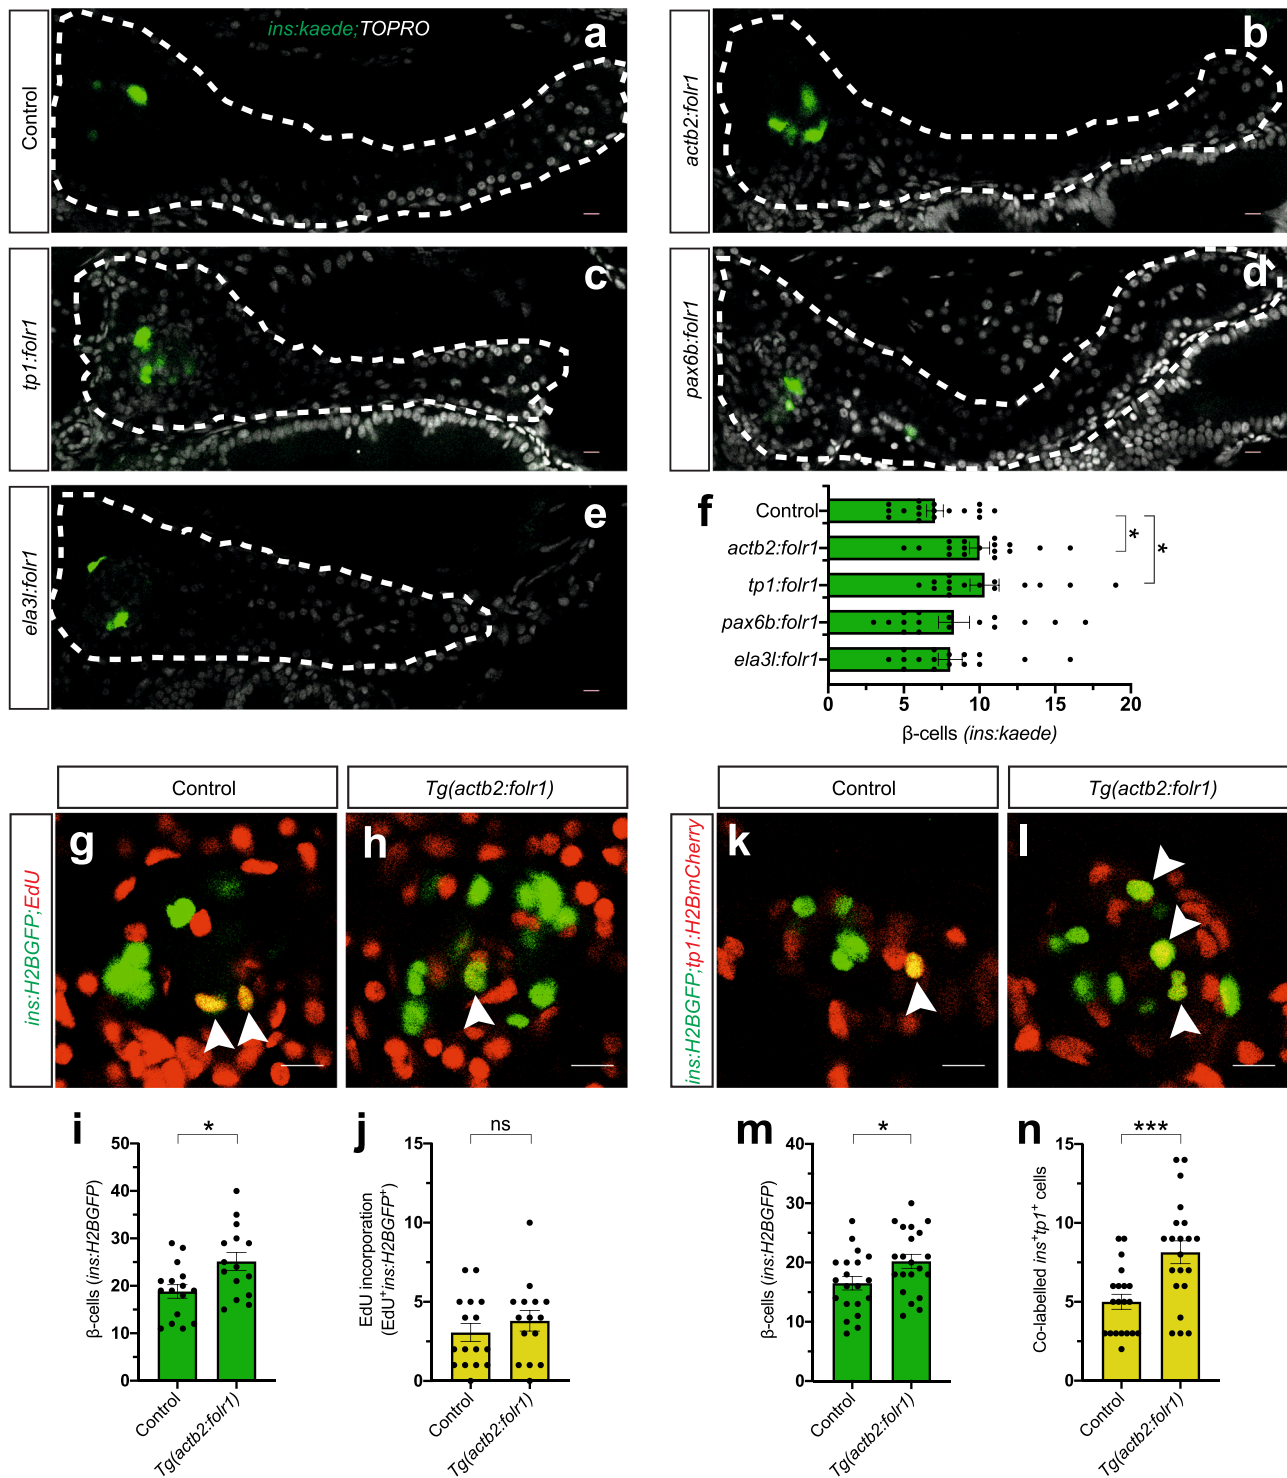 ins:kaede;TOPRO
a
Control
b
actb2:folr1
c
tp1:folr1
d
pax6b:folr1
e
ela3l:folr1
f
Control
actb2:folr1
tp1:folr1
pax6b:folr1
ela3l:folr1
*
*
0 5 10 15 20
β-cells (ins:kaede)
Control
Tg(actb2:folr1)
ins:H2BGFP;EdU
g
h
Control
Tg(actb2:folr1)
ins:H2BGFP;tp1:H2BmCherry
k
l
i
*
50
40
30
20
10
0
β-cells (ins:H2BGFP)
Control
Tg(actb2:folr1)
j
ns
15
10
5
0
EdU incorporation
(EdU+ins:H2BGFP+)
Control
Tg(actb2:folr1)
m
*
40
30
20
10
0
β-cells (ins:H2BGFP)
Control
Tg(actb2:folr1)
n
***
15
10
5
0
Co-labelled ins+tp1+ cells
Control
Tg(actb2:folr1)